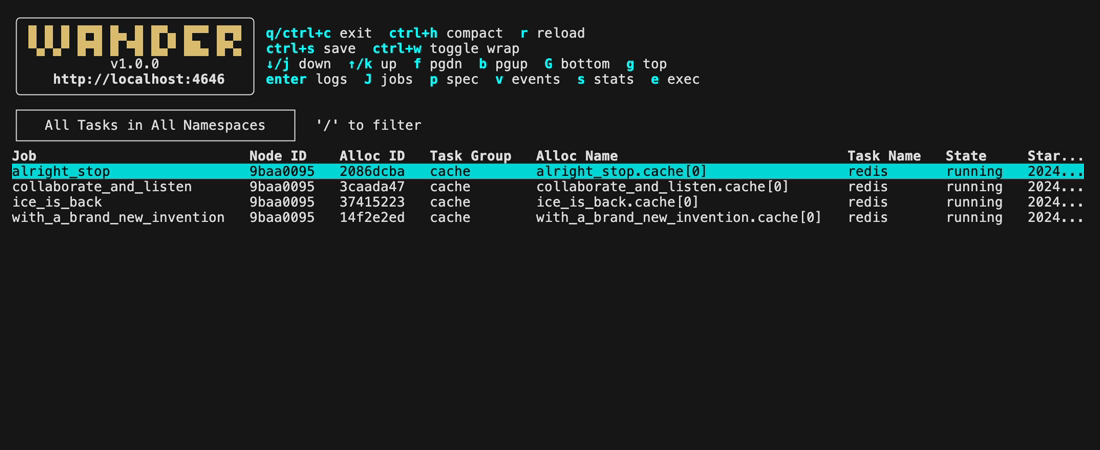 WANDER
v1.0.0
http://localhost:4646
q/ctrl+c exit  ctrl+h compact  r reload
ctrl+s save  ctrl+w toggle wrap
↓/j down  ↑/k up  f pgdn  b pgup  G bottom  g top
enter logs  J jobs  p spec  v events  s stats  e exec
All Tasks in All Namespaces  '/' to filter
Job  Node ID  Alloc ID  Task Group  Alloc Name  Task Name  State  Star...
alright_stop  9baa0095  2086dcba  cache  alright_stop.cache[0]  redis  running  2024...
collaborate_and_listen  9baa0095  3caada47  cache  collaborate_and_listen.cache[0]  redis  running  2024...
ice_is_back  9baa0095  37415223  cache  ice_is_back.cache[0]  redis  running  2024...
with_a_brand_new_invention  9baa0095  14f2e2ed  cache  with_a_brand_new_invention.cache[0]  redis  running  2024...